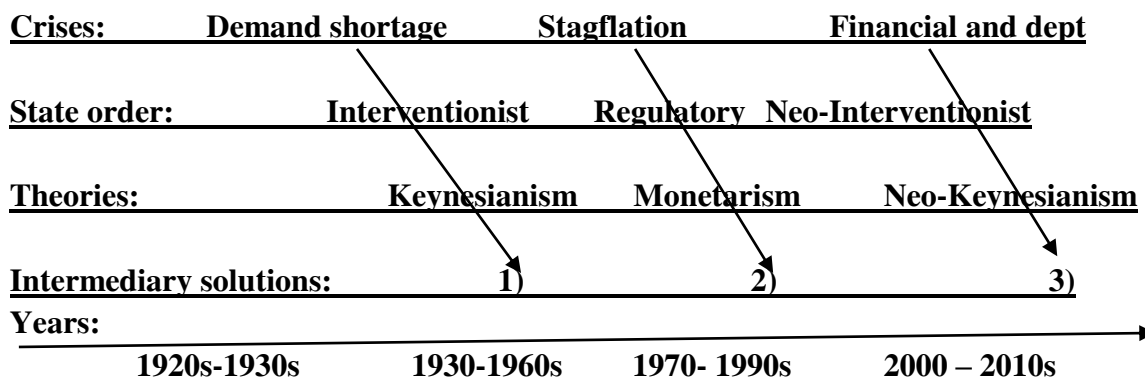 Crises: Demand shortage Stagflation Financial and dept
State order: Interventionist Regulatory Neo-Interventionist
Theories: Keynesianism Monetarism Neo-Keynesianism
Intermediary solutions: 1) 2) 3)
Years:
1920s-1930s 1930-1960s 1970- 1990s 2000 – 2010s